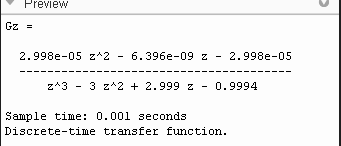 Preview
Gz =
2.998e-05 z^2 - 6.396e-09 z - 2.998e-05
---------------------------------------
z^3 - 3 z^2 + 2.999 z - 0.9994
Sample time: 0.001 seconds
Discrete-time transfer function.